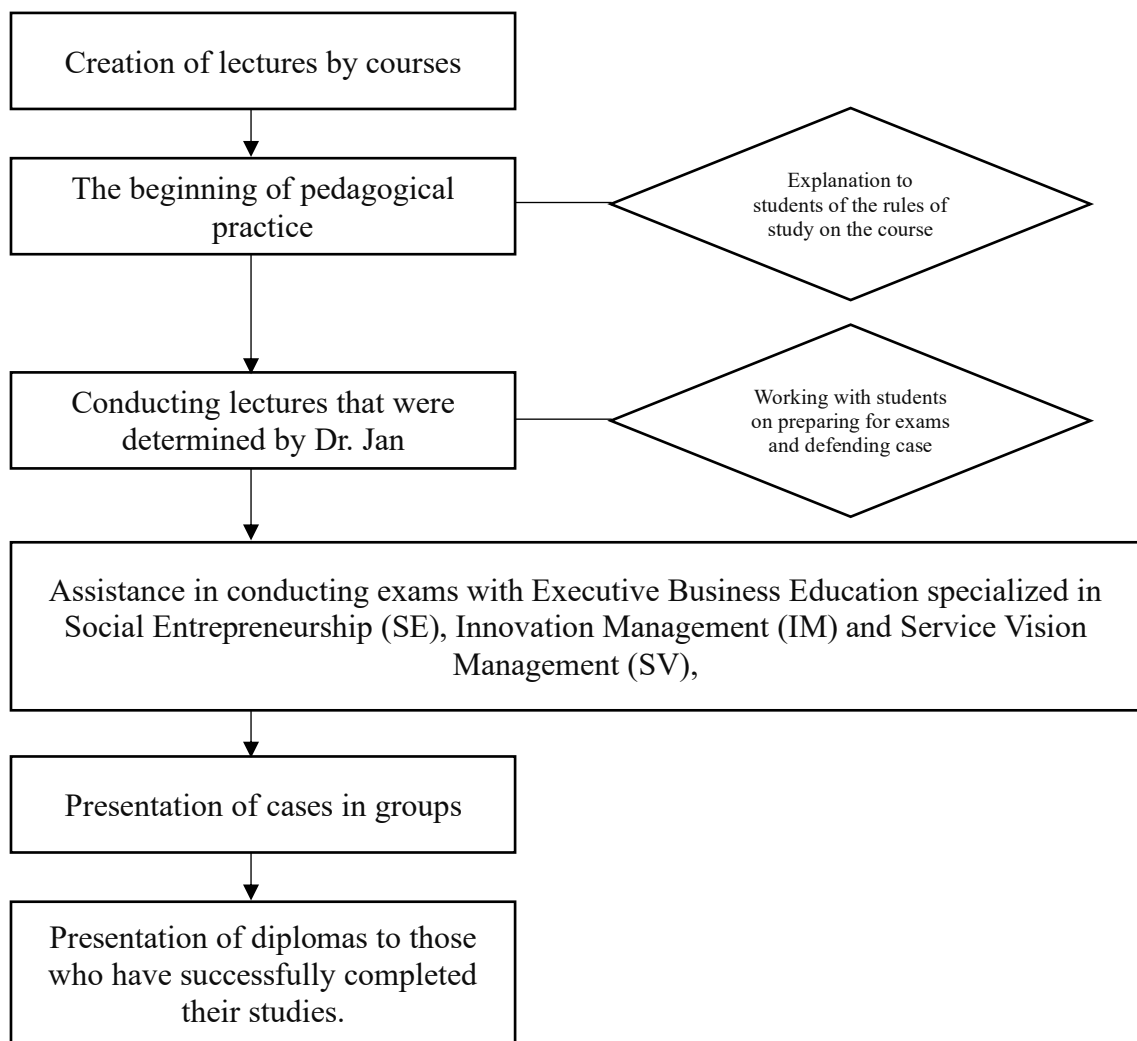 Creation of lectures by courses
The beginning of pedagogical
practice
Explanation to
students of the rules of
study on the course
Conducting lectures that were
determined by Dr. Jan
Working with students
on preparing for exams
and defending case
Assistance in conducting exams with Executive Business Education specialized in
Social Entrepreneurship (SE), Innovation Management (IM) and Service Vision
Management (SV),
Presentation of cases in groups
Presentation of diplomas to those
who have successfully completed
their studies.